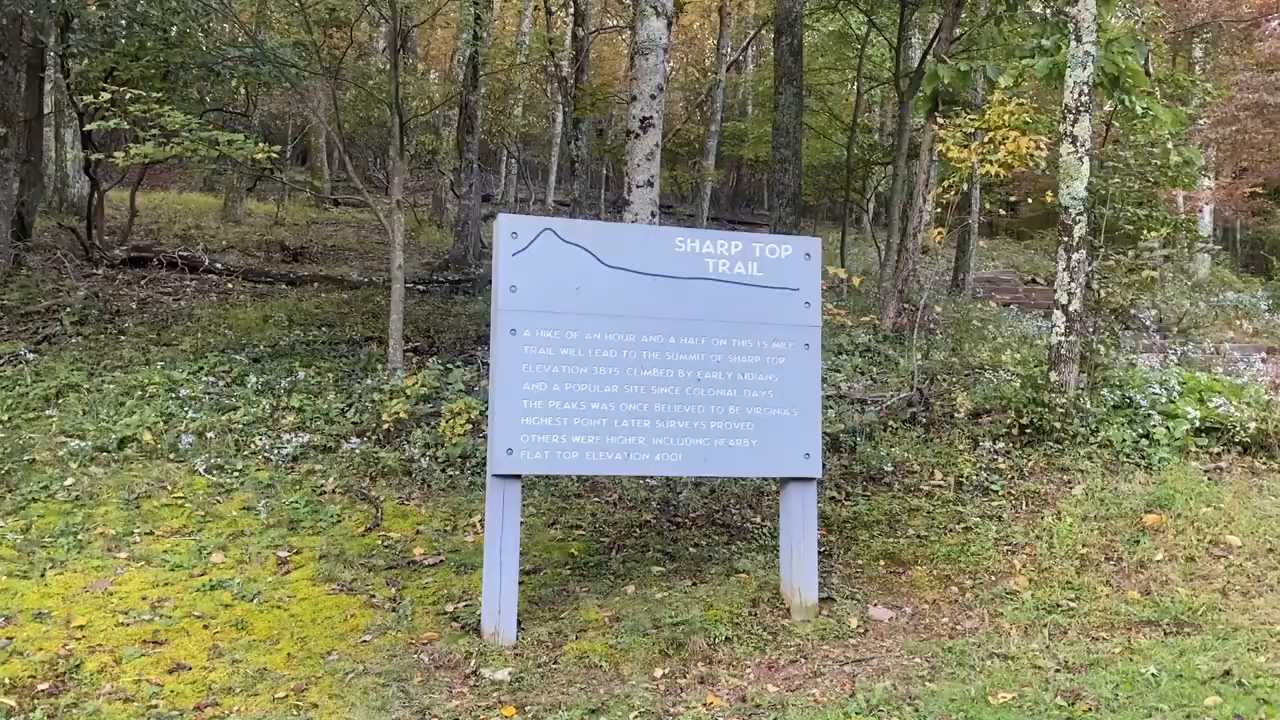 SHARP TOP
TRAIL
A HIKE OF AN HOUR AND A HALF ON THIS 1.5 MILE
TRAIL WILL LEAD TO THE SUMMIT OF SHARP TOP,
ELEVATION 3875. CLIMBED BY EARLY INDIANS
AND A POPULAR SITE SINCE COLONIAL DAYS
THE PEAKS WAS ONCE BELIEVED TO BE VIRGINIA'S
HIGHEST POINT. LATER SURVEYS PROVED
OTHERS WERE HIGHER, INCLUDING NEARBY
FLAT TOP, ELEVATION 4001.